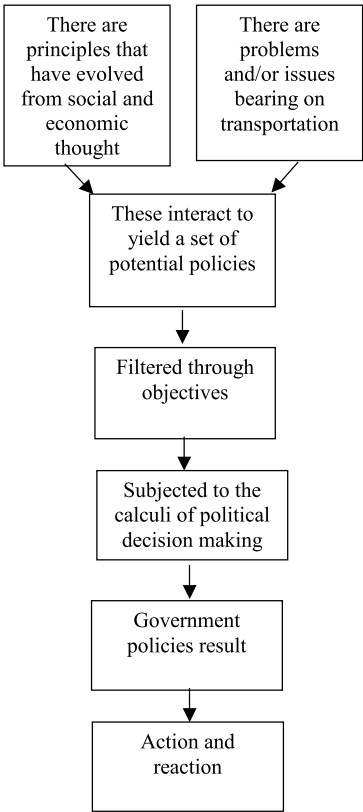 There are
principles that
have evolved
from social and
economic
thought
There are
problems
and/or issues
bearing on
transportation
These interact to
yield a set of
potential policies
Filtered through
objectives
Subjected to the
calculi of political
decision making
Government
policies result
Action and
reaction